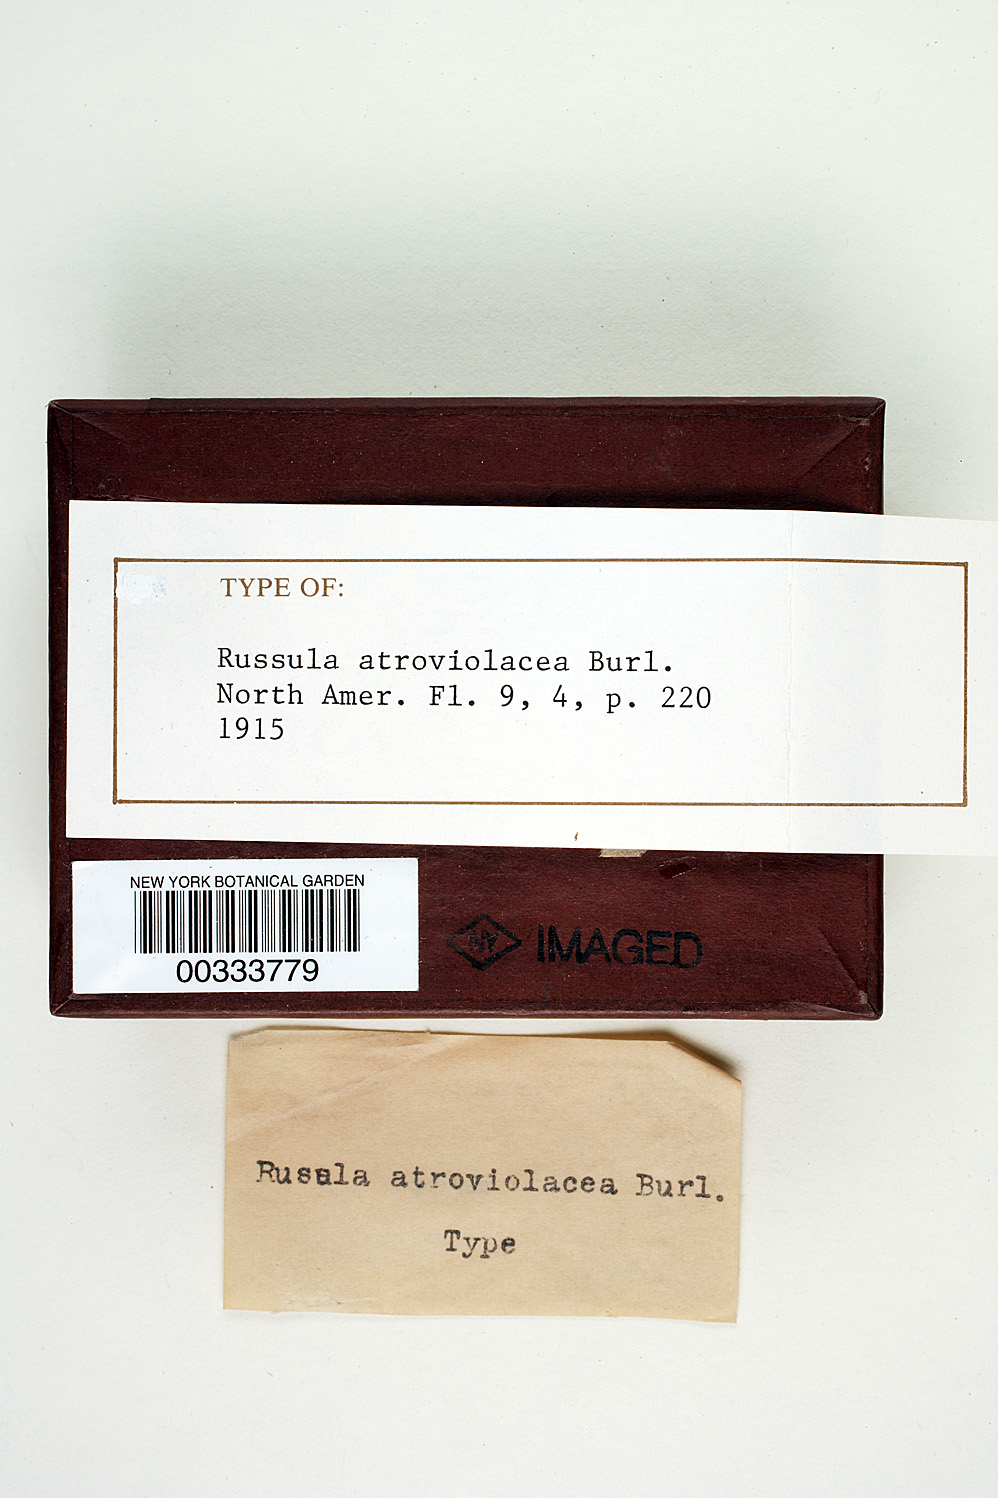 TYPE OF:
Russula atroviolacea Burl.
North Amer. Fl. 9, 4, p. 220
1915
NEW YORK BOTANICAL GARDEN
00333779
NY IMAGED
Rusula atroviolacea Burl.
Type